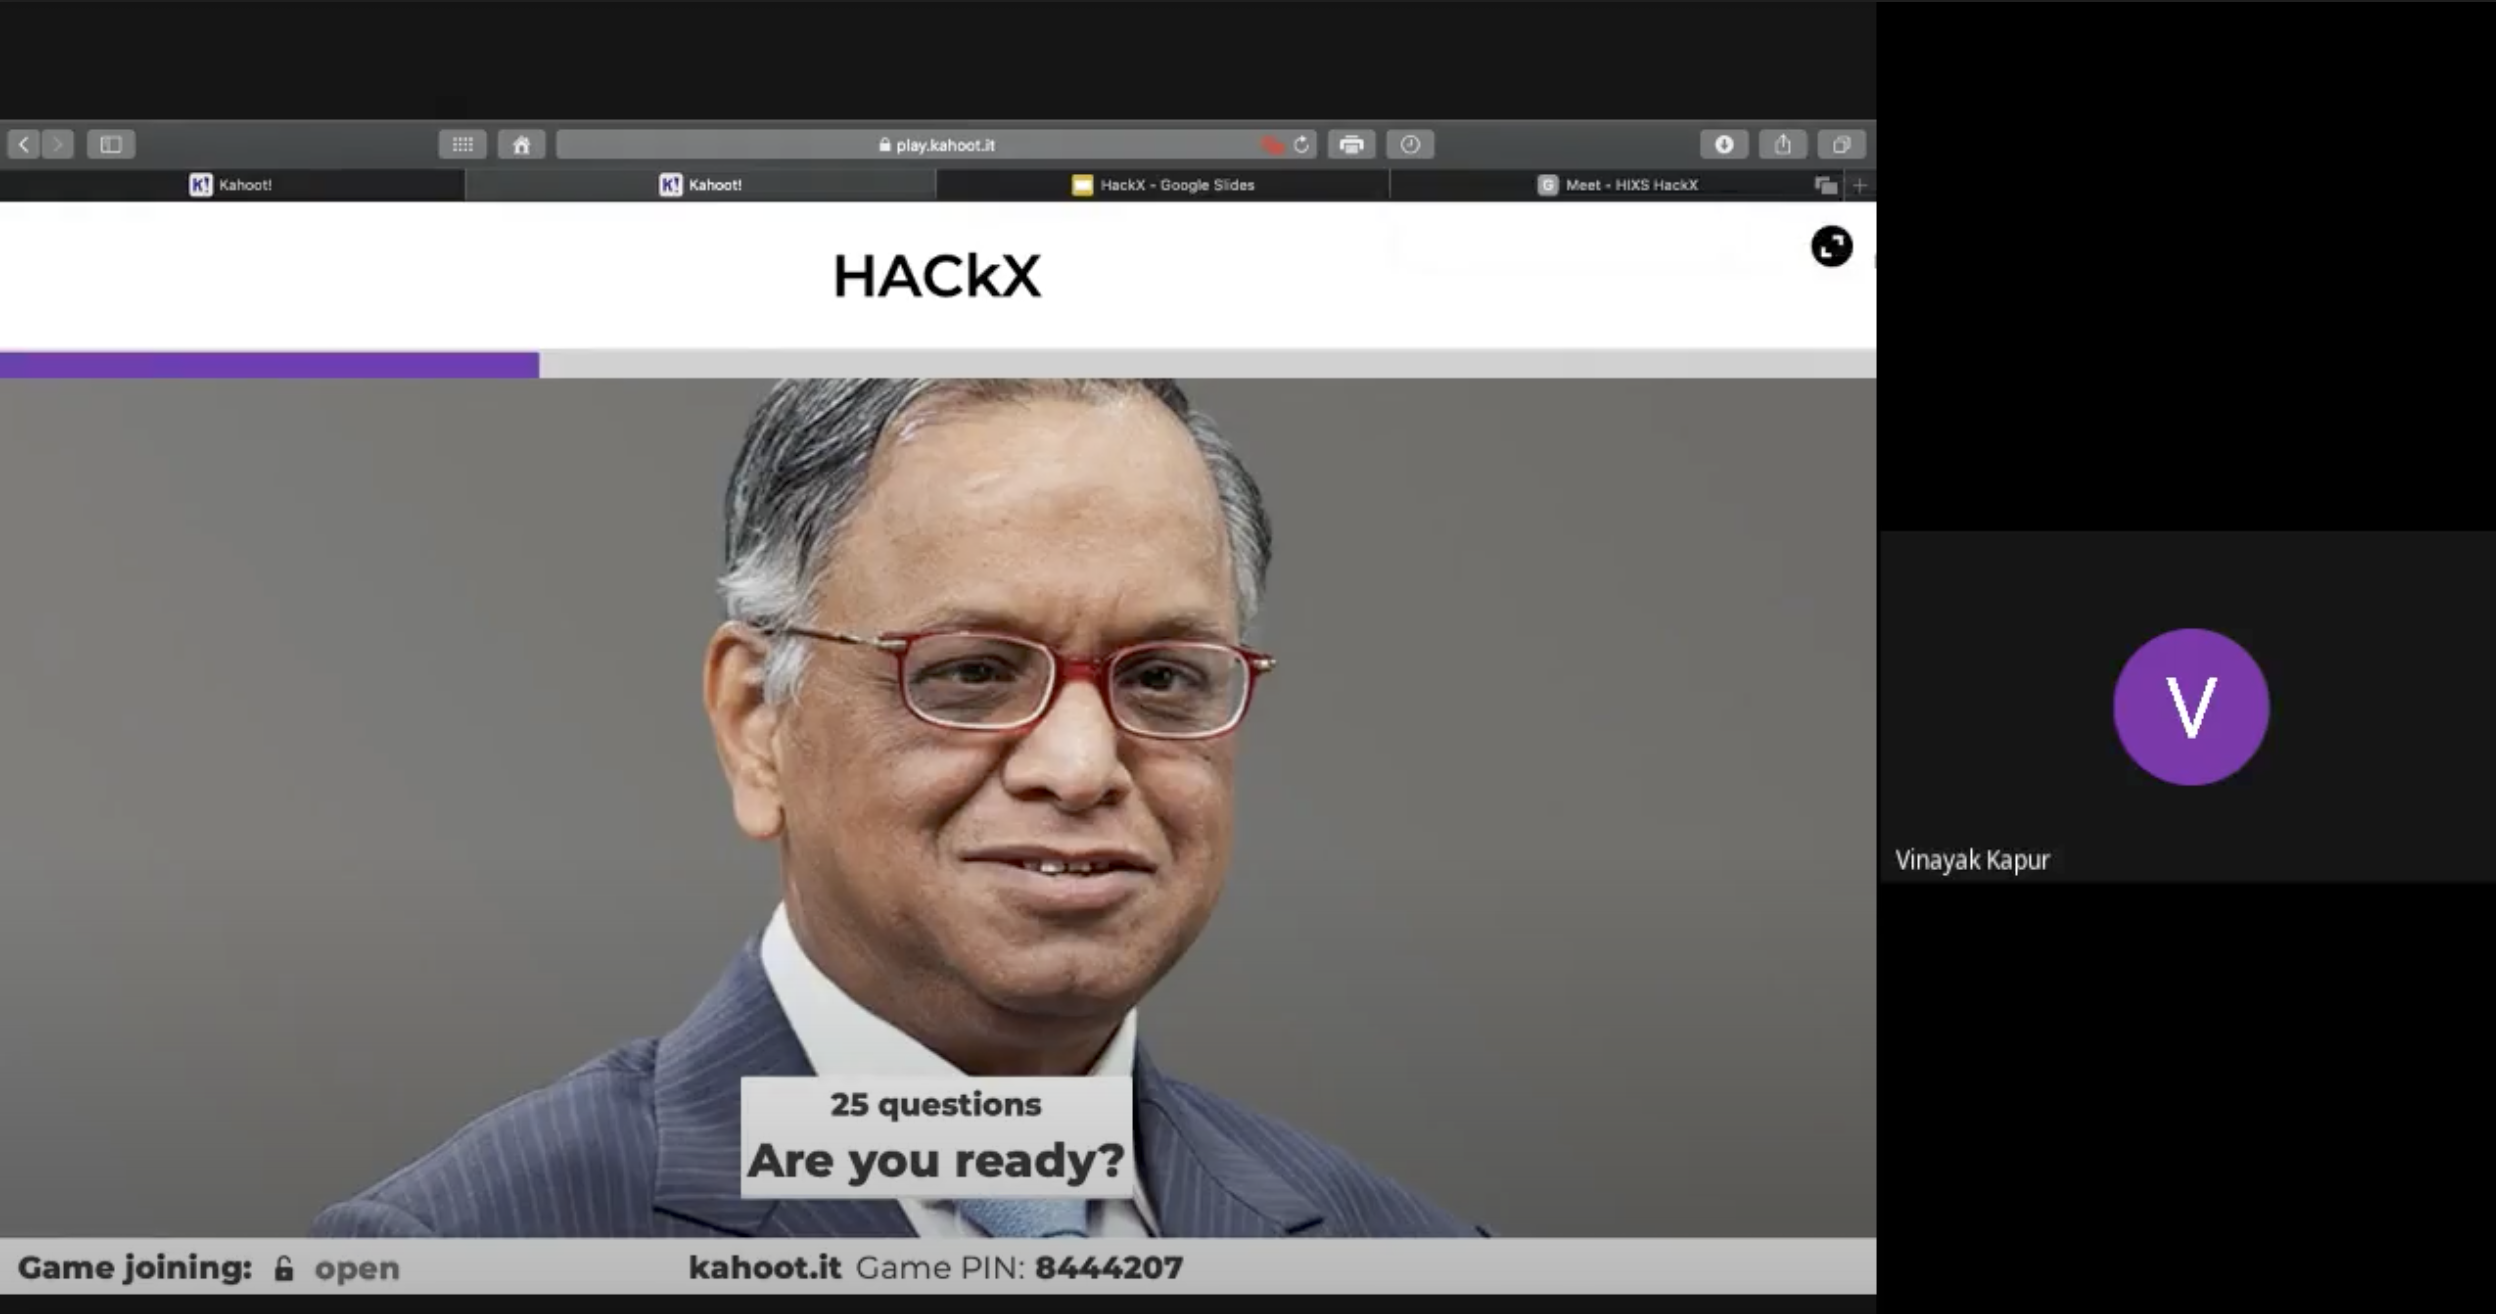 play.kahoot.it
K! Kahoot!
K! Kahoot!
HackX - Google Slides
G Meet - HIXS HackX
HACkX
25 questions
Are you ready?
V
Vinayak Kapur
Game joining: open
kahoot.it Game PIN: 8444207